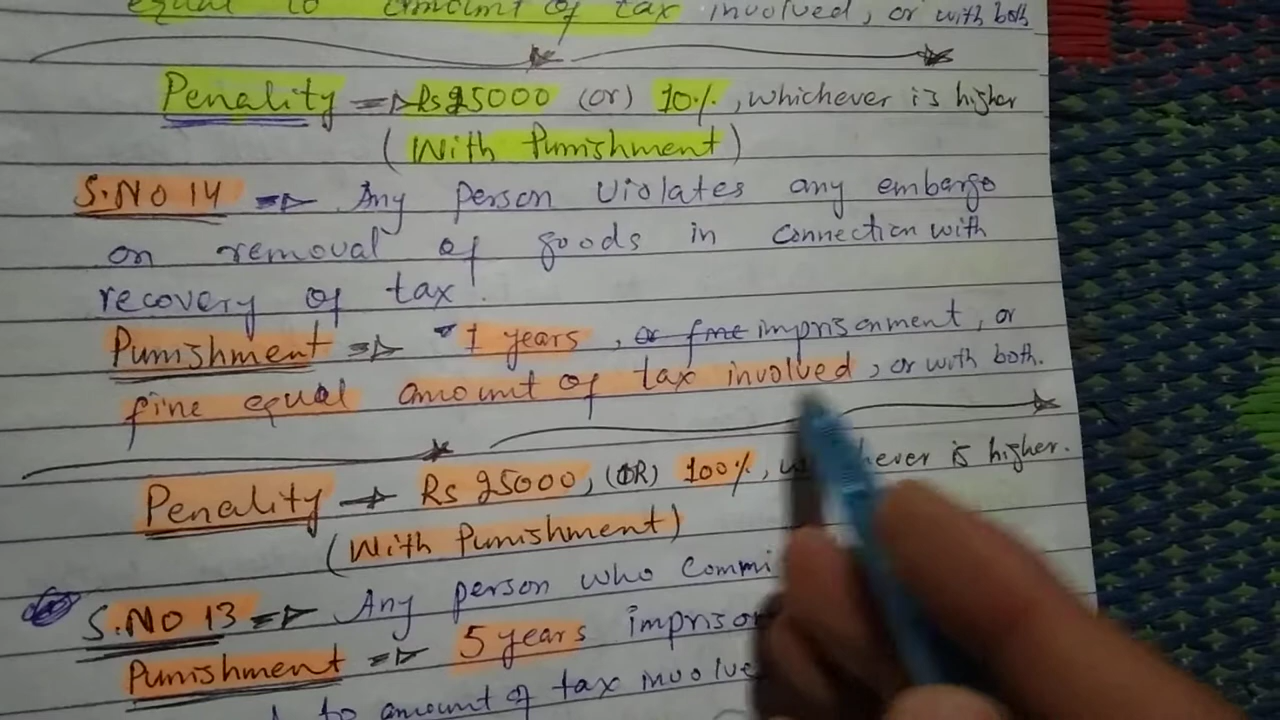 equal to amount of tax involved, or with both
Penality => Rs 25000 (or) 10%, whichever is higher
(With Punishment)
S.NO 14 => Any person violates any embargo
on removal of goods in connection with
recovery of tax.
Punishment => 1 years, or fine imprisonment, or
fine equal amount of tax involved, or with both.
Penality → Rs 25000, (OR) 100%, hever is higher.
(With Punishment)
S.NO 13 => Any person who commi
Punishment => 5 years impriso
to amount of tax involve